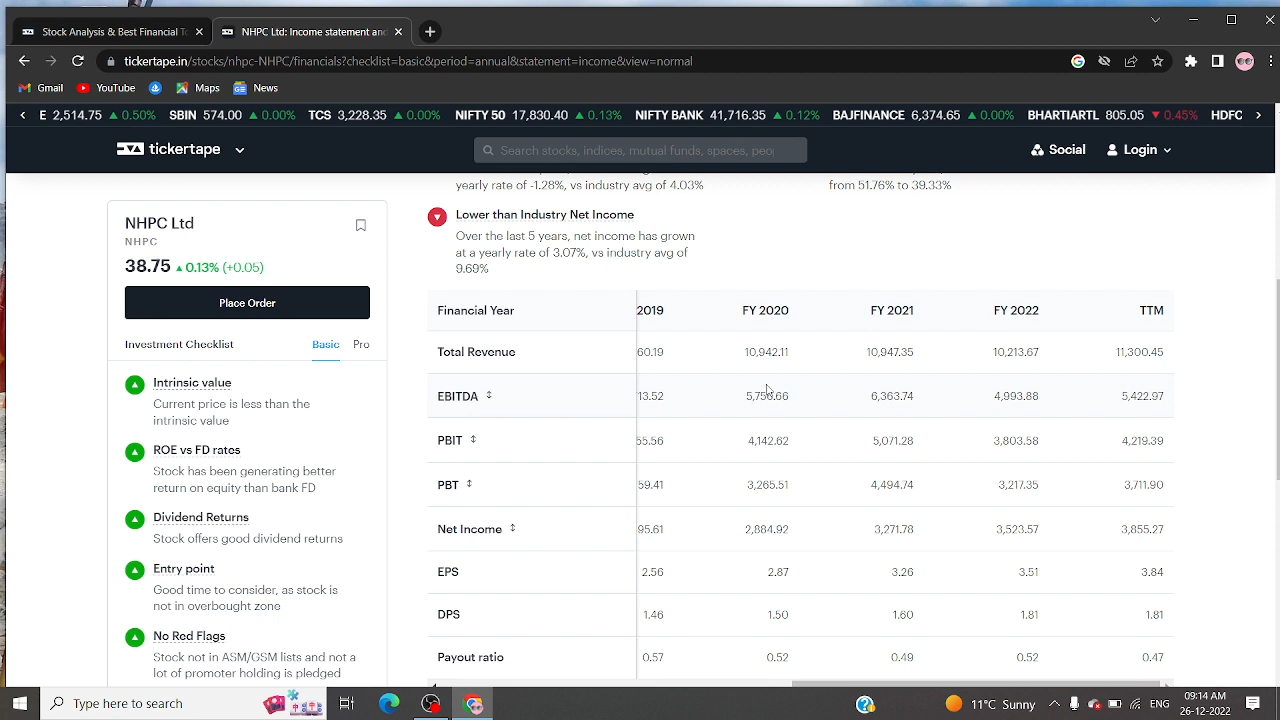 Stock Analysis & Best Financial To
NHPC Ltd: Income statement and
tickertape.in/stocks/nhpc-NHPC/financials?checklist=basic&period=annual&statement=income&view=normal
Gmail YouTube Maps News
E 2,514.75 ▲ 0.50% SBIN 574.00 ▲ 0.00% TCS 3,228.35 ▲ 0.00% NIFTY 50 17,830.40 ▲ 0.13% NIFTY BANK 41,716.35 ▲ 0.12% BAJFINANCE 6,374.65 ▲ 0.00% BHARTIARTL 805.05 ▼ 0.45% HDFC
tickertape Search stocks, indices, mutual funds, spaces, peop Social Login
yearly rate of -1.28%, vs industry avg of 4.03%
from 51.76% to 39.33%
Lower than Industry Net Income
Over the last 5 years, net income has grown
at a yearly rate of 3.07%, vs industry avg of
9.69%
NHPC Ltd
NHPC
38.75 ▲ 0.13% (+0.05)
Place Order
Investment Checklist Basic Pro
Intrinsic value
Current price is less than the
intrinsic value
ROE vs FD rates
Stock has been generating better
return on equity than bank FD
Dividend Returns
Stock offers good dividend returns
Entry point
Good time to consider, as stock is
not in overbought zone
No Red Flags
Stock not in ASM/GSM lists and not a
lot of promoter holding is pledged
Financial Year 2019 FY 2020 FY 2021 FY 2022 TTM
Total Revenue 60.19 10,942.11 10,947.35 10,213.67 11,300.45
EBITDA 13.52 5,756.66 6,363.74 4,993.88 5,422.97
PBIT 55.56 4,142.62 5,071.28 3,803.58 4,219.39
PBT 59.41 3,265.51 4,494.74 3,217.35 3,711.90
Net Income 95.61 2,884.92 3,271.78 3,523.57 3,855.27
EPS 2.56 2.87 3.26 3.51 3.84
DPS 1.46 1.50 1.60 1.81 1.81
Payout ratio 0.57 0.52 0.49 0.52 0.47
Type here to search
11°C Sunny ENG
09:14 AM
26-12-2022